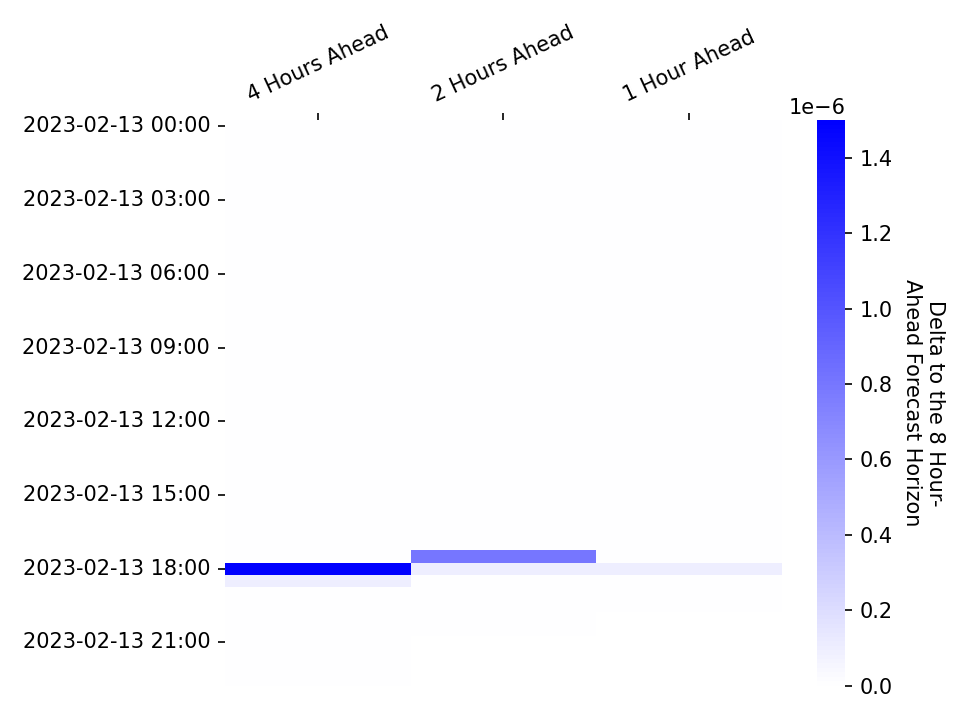 4 Hours Ahead
2 Hours Ahead
1 Hour Ahead
1e−6
2023-02-13 00:00
2023-02-13 03:00
2023-02-13 06:00
2023-02-13 09:00
2023-02-13 12:00
2023-02-13 15:00
2023-02-13 18:00
2023-02-13 21:00
1.4
1.2
1.0
0.8
0.6
0.4
0.2
0.0
Delta to the 8 Hour-
Ahead Forecast Horizon